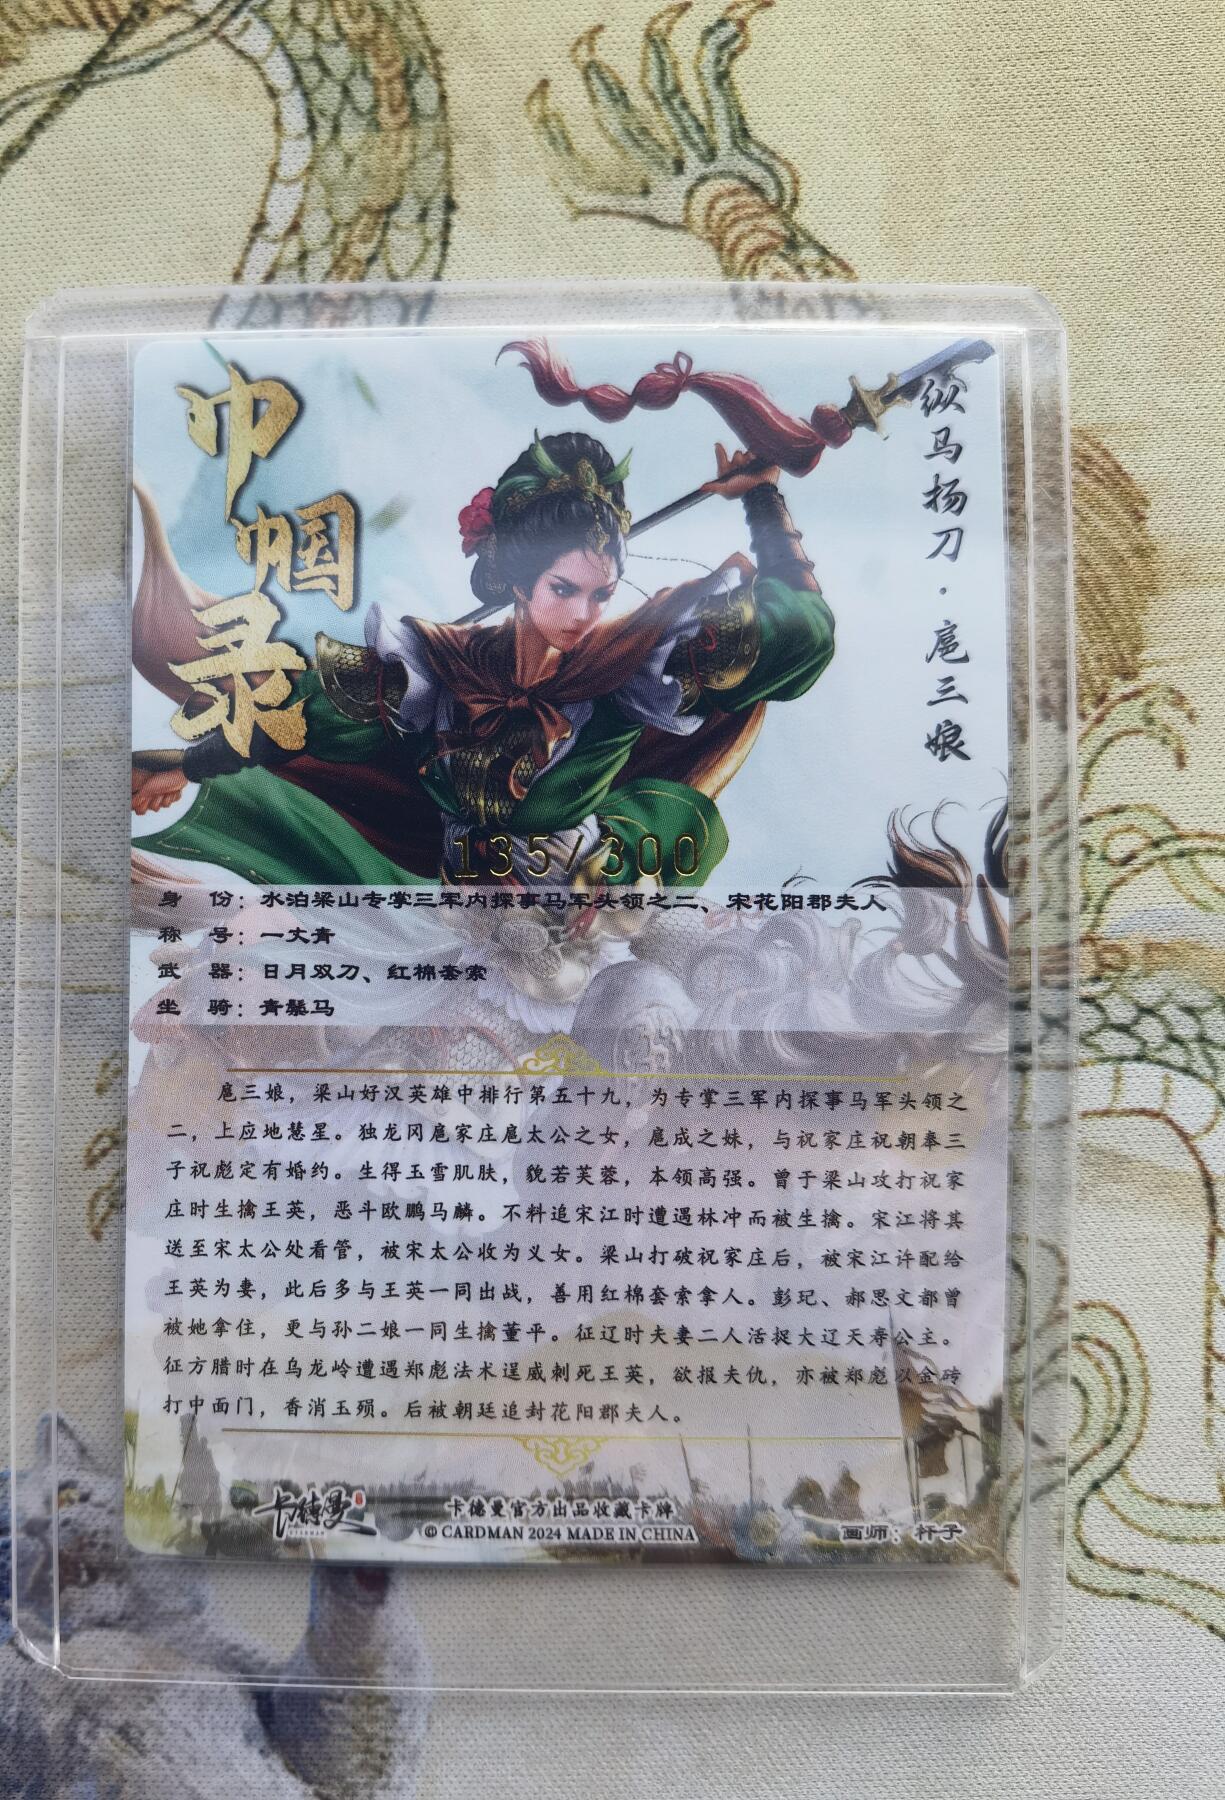 巾帼录
纵马扬刀·扈三娘
135/300
身 份：水泊梁山专掌三军内探事马军头领之二、宋花阳郡夫人
称 号：一丈青
武 器：日月双刀、红棉套索
坐 骑：青鬃马
扈三娘，梁山好汉英雄中排行第五十九，为专掌三军内探事马军头领之
二，上应地慧星。独龙冈扈家庄扈太公之女，扈成之妹，与祝家庄祝朝奉三
子祝彪定有婚约。生得玉雪肌肤，貌若芙蓉，本领高强。曾于梁山攻打祝家
庄时生擒王英，恶斗欧鹏马麟。不料追宋江时遭遇林冲而被生擒。宋江将其
送至宋太公处看管，被宋太公收为义女。梁山打破祝家庄后，被宋江许配给
王英为妻，此后多与王英一同出战，善用红棉套索拿人。彭玘、郝思文都曾
被她拿住，更与孙二娘一同生擒董平。征辽时夫妻二人活捉大辽天寿公主。
征方腊时在乌龙岭遭遇郑彪法术逞威刺死王英，欲报夫仇，亦被郑彪以金砖
打中面门，香消玉殒。后被朝廷追封花阳郡夫人。
卡德曼
CARDMAN
卡德曼官方出品收藏卡牌
© CARDMAN 2024 MADE IN CHINA
画师：杆子